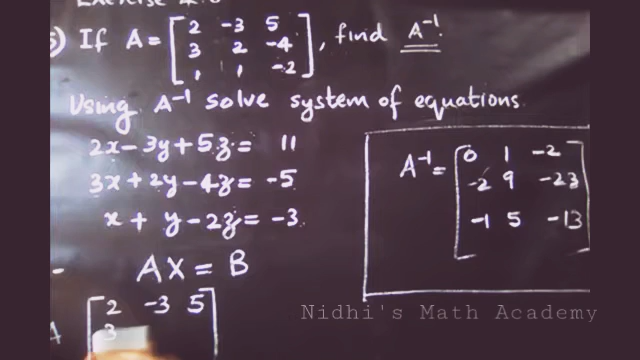 5) If A = [ 2 -3 5
3 2 -4
1 1 -2 ], find A⁻¹.
Using A⁻¹ solve system of equations
2x - 3y + 5z = 11
3x + 2y - 4z = -5
x + y - 2z = -3
A⁻¹ = [ 0 1 -2
-2 9 -23
-1 5 -13 ]
AX = B
[ 2 -3 5 ]
3
Nidhi's Math Academy